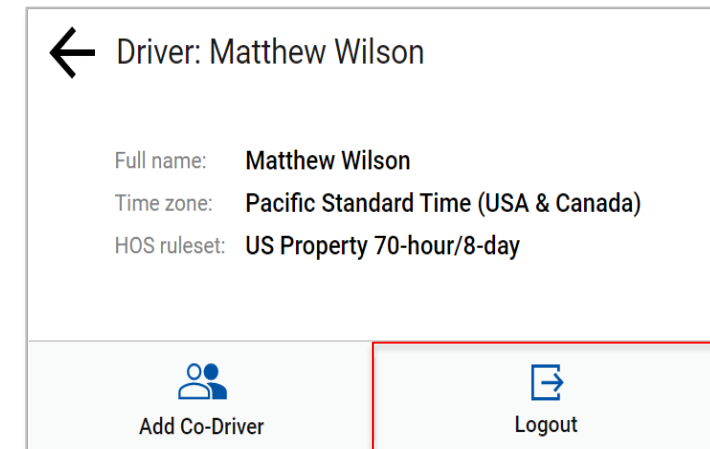 Driver: Matthew Wilson
Full name: Matthew Wilson
Time zone: Pacific Standard Time (USA & Canada)
HOS ruleset: US Property 70-hour/8-day
Add Co-Driver
Logout